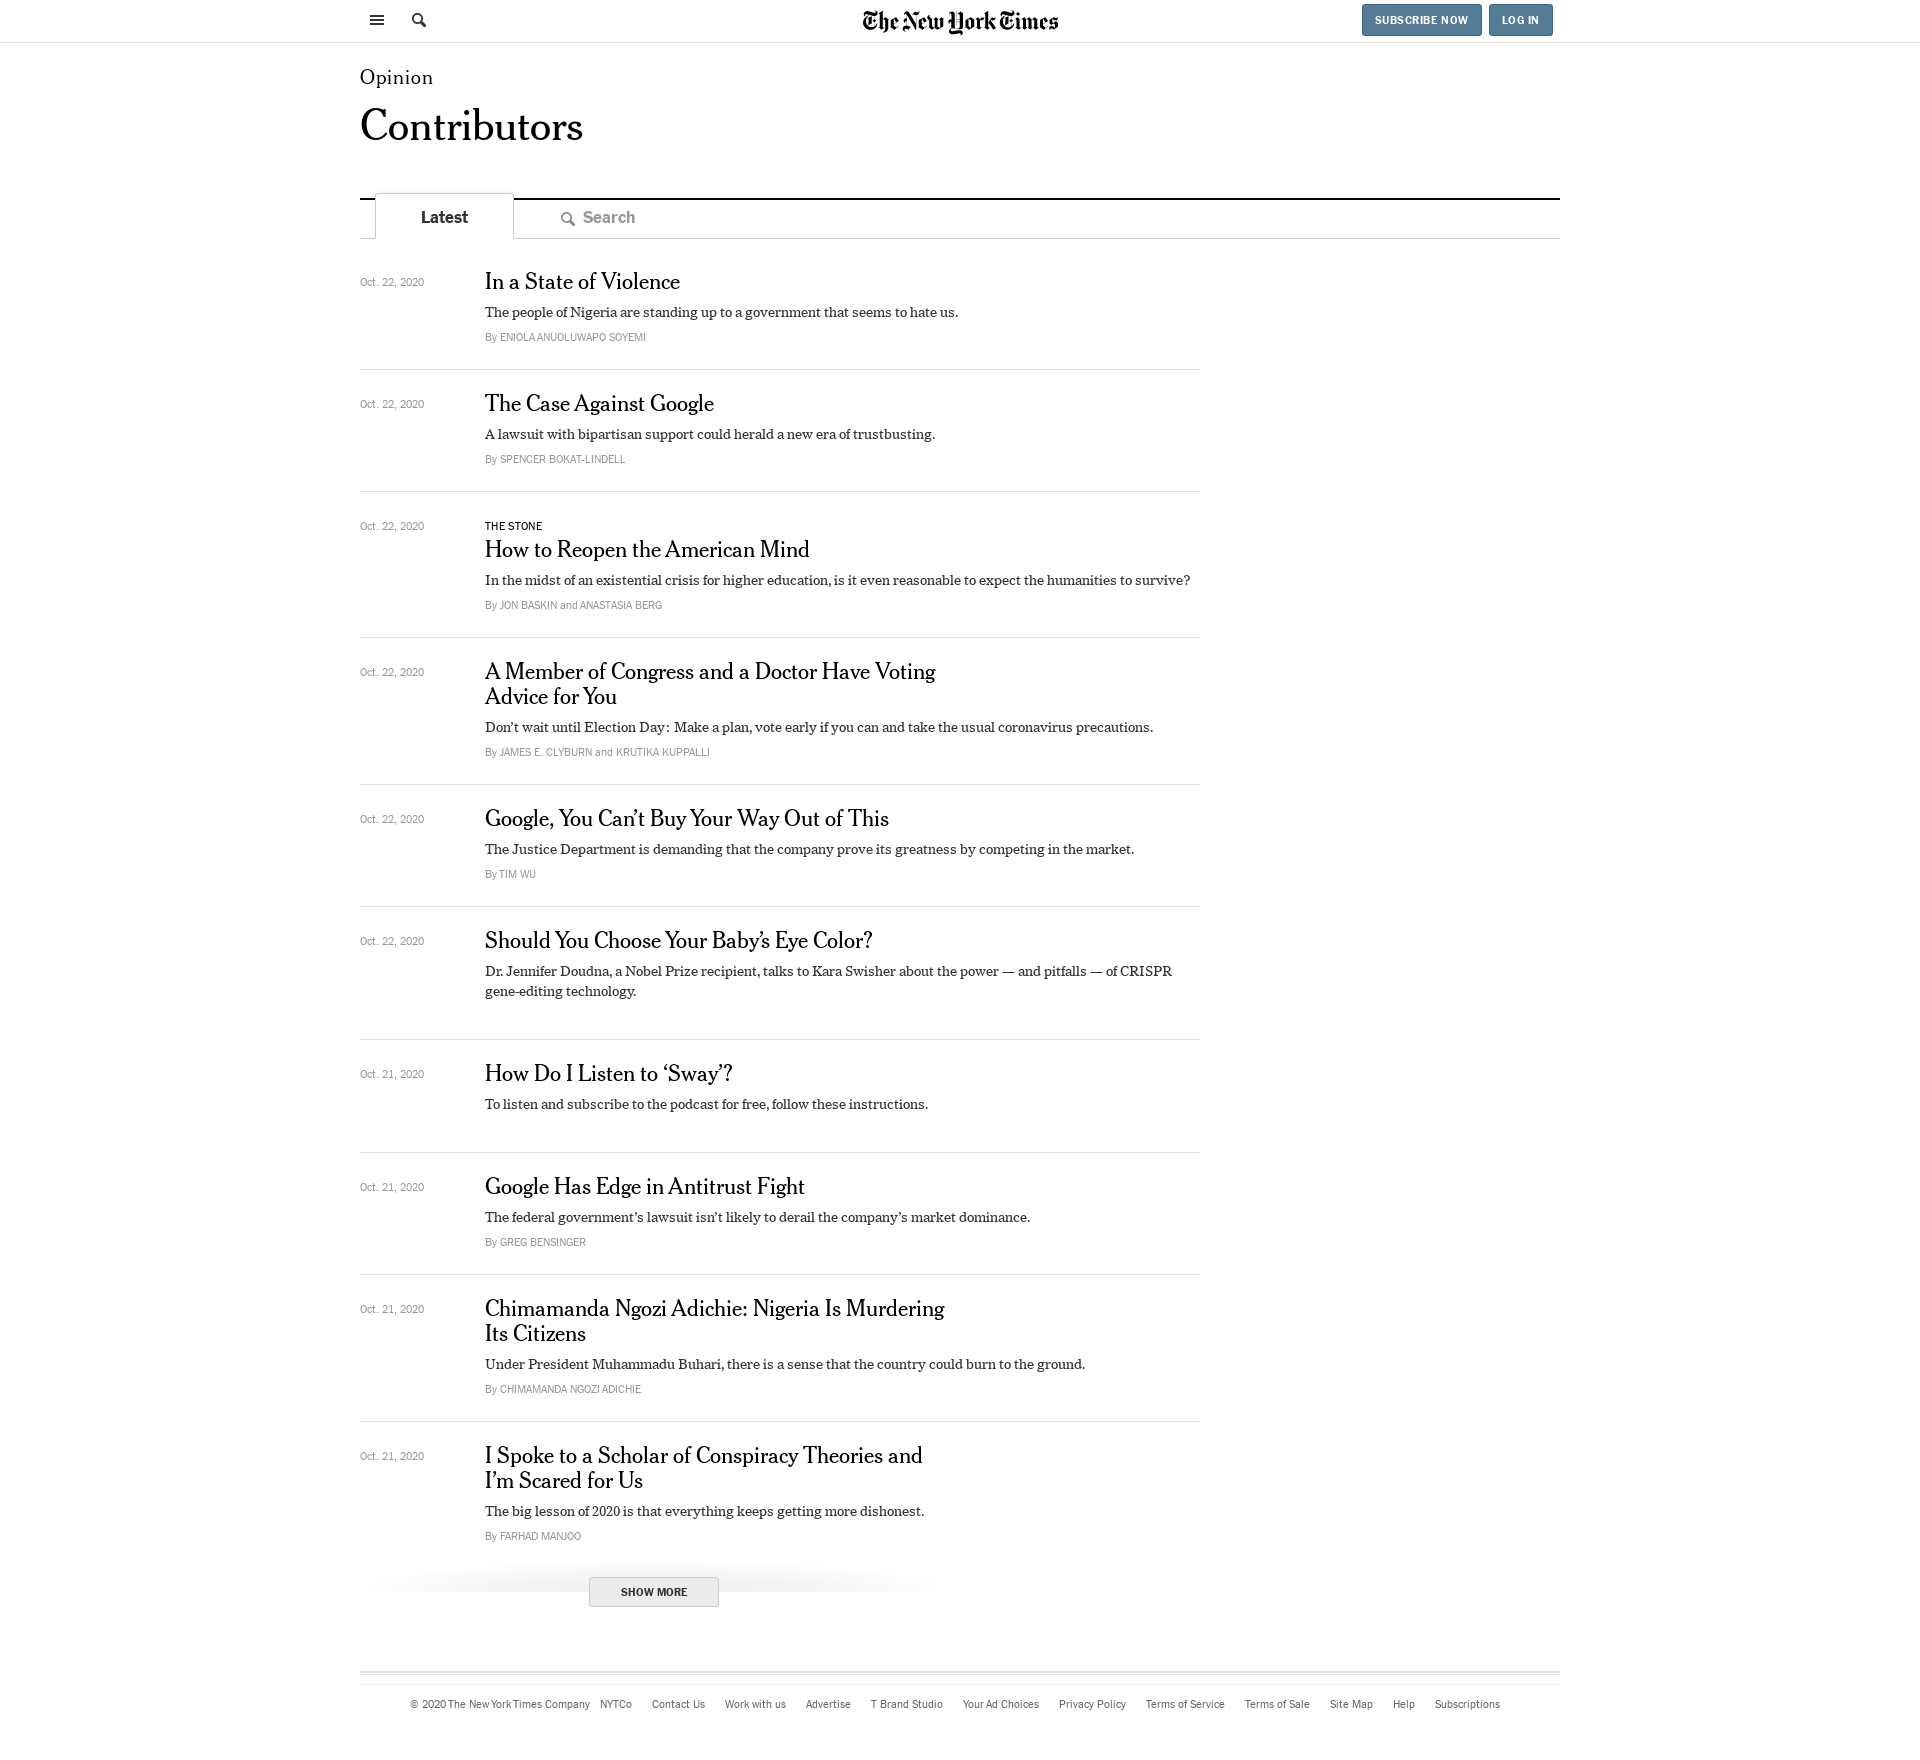 The New York Times
SUBSCRIBE NOW
LOG IN
Opinion
Contributors
Latest
Search
Oct. 22, 2020
In a State of Violence
The people of Nigeria are standing up to a government that seems to hate us.
By ENIOLA ANUOLUWAPO SOYEMI
Oct. 22, 2020
The Case Against Google
A lawsuit with bipartisan support could herald a new era of trustbusting.
By SPENCER BOKAT-LINDELL
Oct. 22, 2020
THE STONE
How to Reopen the American Mind
In the midst of an existential crisis for higher education, is it even reasonable to expect the humanities to survive?
By JON BASKIN and ANASTASIA BERG
Oct. 22, 2020
A Member of Congress and a Doctor Have Voting
Advice for You
Don’t wait until Election Day: Make a plan, vote early if you can and take the usual coronavirus precautions.
By JAMES E. CLYBURN and KRUTIKA KUPPALLI
Oct. 22, 2020
Google, You Can’t Buy Your Way Out of This
The Justice Department is demanding that the company prove its greatness by competing in the market.
By TIM WU
Oct. 22, 2020
Should You Choose Your Baby’s Eye Color?
Dr. Jennifer Doudna, a Nobel Prize recipient, talks to Kara Swisher about the power — and pitfalls — of CRISPR
gene-editing technology.
Oct. 21, 2020
How Do I Listen to ‘Sway’?
To listen and subscribe to the podcast for free, follow these instructions.
Oct. 21, 2020
Google Has Edge in Antitrust Fight
The federal government’s lawsuit isn’t likely to derail the company’s market dominance.
By GREG BENSINGER
Oct. 21, 2020
Chimamanda Ngozi Adichie: Nigeria Is Murdering
Its Citizens
Under President Muhammadu Buhari, there is a sense that the country could burn to the ground.
By CHIMAMANDA NGOZI ADICHIE
Oct. 21, 2020
I Spoke to a Scholar of Conspiracy Theories and
I’m Scared for Us
The big lesson of 2020 is that everything keeps getting more dishonest.
By FARHAD MANJOO
SHOW MORE
© 2020 The New York Times Company NYTCo Contact Us Work with us Advertise T Brand Studio Your Ad Choices Privacy Policy Terms of Service Terms of Sale Site Map Help Subscriptions